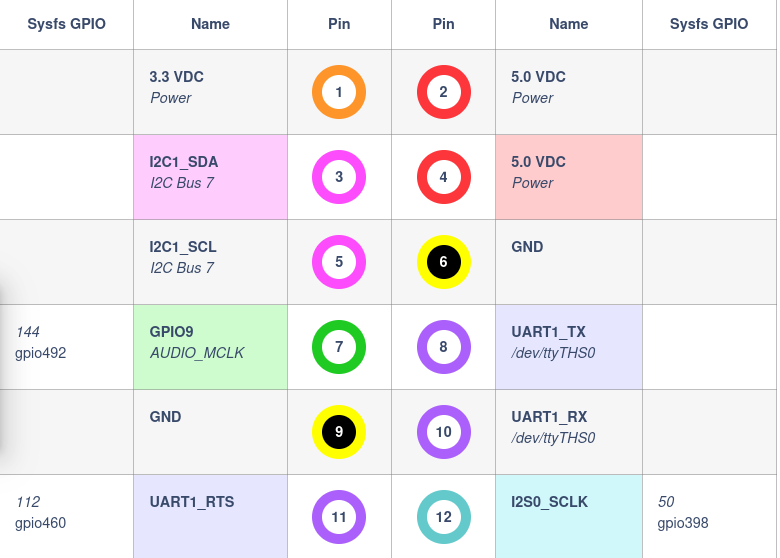 Sysfs GPIO Name Pin Pin Name Sysfs GPIO
3.3 VDC 1 2 5.0 VDC
Power Power
I2C1_SDA 3 4 5.0 VDC
I2C Bus 7 Power
I2C1_SCL 5 6 GND
I2C Bus 7
144 GPIO9 7 8 UART1_TX
gpio492 AUDIO_MCLK /dev/ttyTHS0
GND 9 10 UART1_RX
/dev/ttyTHS0
112 UART1_RTS 11 12 I2S0_SCLK 50
gpio460 gpio398